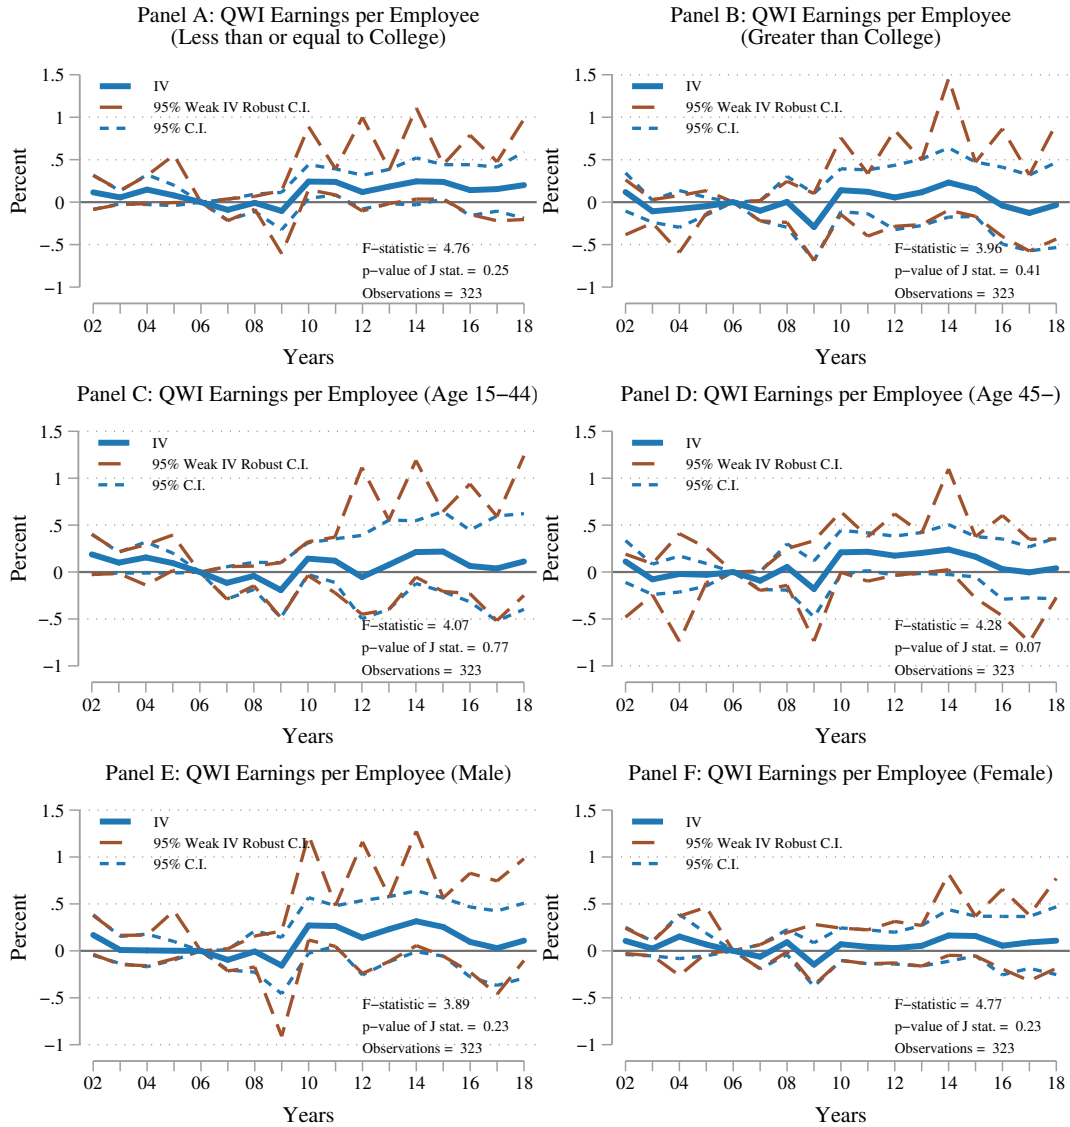 Panel A: QWI Earnings per Employee
(Less than or equal to College)
1.5
1
.5
0
−.5
−1
Percent
IV
95% Weak IV Robust C.I.
95% C.I.
F−statistic = 4.76
p−value of J stat. = 0.25
Observations = 323
02 04 06 08 10 12 14 16 18
Years
Panel B: QWI Earnings per Employee
(Greater than College)
1.5
1
.5
0
−.5
−1
Percent
IV
95% Weak IV Robust C.I.
95% C.I.
F−statistic = 3.96
p−value of J stat. = 0.41
Observations = 323
02 04 06 08 10 12 14 16 18
Years
Panel C: QWI Earnings per Employee (Age 15−44)
1.5
1
.5
0
−.5
−1
Percent
IV
95% Weak IV Robust C.I.
95% C.I.
F−statistic = 4.07
p−value of J stat. = 0.77
Observations = 323
02 04 06 08 10 12 14 16 18
Years
Panel D: QWI Earnings per Employee (Age 45−)
1.5
1
.5
0
−.5
−1
Percent
IV
95% Weak IV Robust C.I.
95% C.I.
F−statistic = 4.28
p−value of J stat. = 0.07
Observations = 323
02 04 06 08 10 12 14 16 18
Years
Panel E: QWI Earnings per Employee (Male)
1.5
1
.5
0
−.5
−1
Percent
IV
95% Weak IV Robust C.I.
95% C.I.
F−statistic = 3.89
p−value of J stat. = 0.23
Observations = 323
02 04 06 08 10 12 14 16 18
Years
Panel F: QWI Earnings per Employee (Female)
1.5
1
.5
0
−.5
−1
Percent
IV
95% Weak IV Robust C.I.
95% C.I.
F−statistic = 4.77
p−value of J stat. = 0.23
Observations = 323
02 04 06 08 10 12 14 16 18
Years